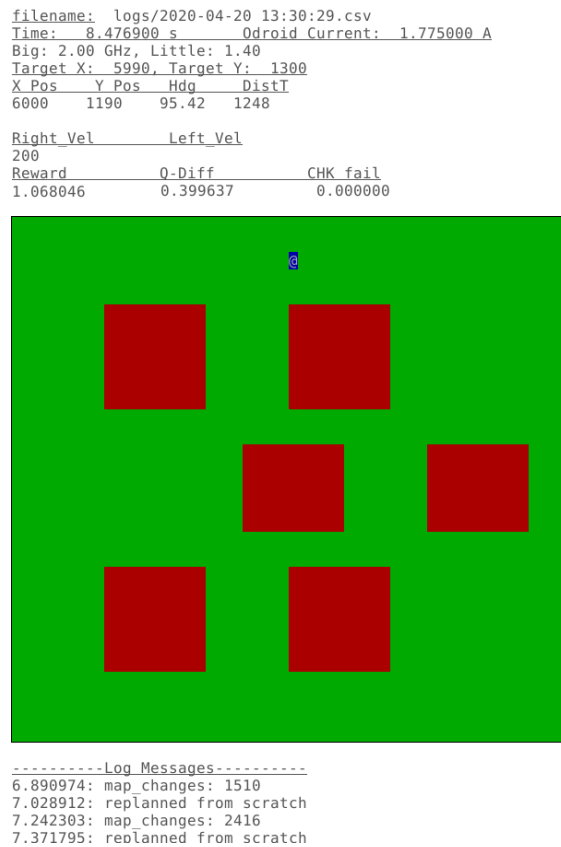 filename:  logs/2020-04-20 13:30:29.csv
Time:   8.476900 s       Odroid Current:  1.775000 A
Big: 2.00 GHz, Little: 1.40
Target X:  5990, Target Y:  1300
X Pos    Y Pos   Hdg     DistT
6000    1190    95.42   1248
Right_Vel        Left_Vel
200
Reward          Q-Diff          CHK fail
1.068046        0.399637         0.000000
@
----------Log Messages----------
6.890974: map_changes: 1510
7.028912: replanned from scratch
7.242303: map_changes: 2416
7.371795: replanned from scratch